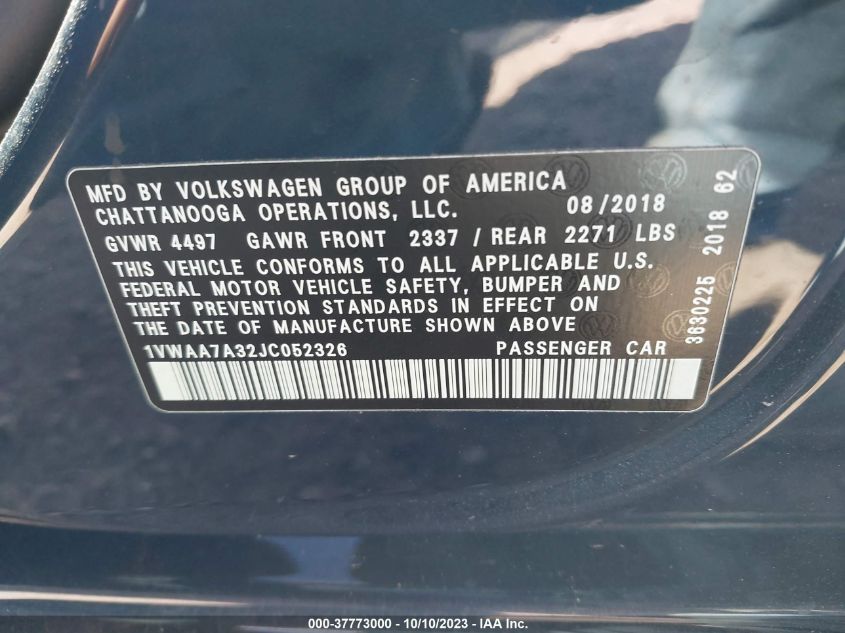 MFD BY VOLKSWAGEN GROUP OF AMERICA
CHATTANOOGA OPERATIONS, LLC. 08/2018
GVWR 4497 GAWR FRONT 2337 / REAR 2271 LBS
THIS VEHICLE CONFORMS TO ALL APPLICABLE U.S.
FEDERAL MOTOR VEHICLE SAFETY, BUMPER AND
THEFT PREVENTION STANDARDS IN EFFECT ON
THE DATE OF MANUFACTURE SHOWN ABOVE
1VWAA7A32JC052326 PASSENGER CAR
3630225 2018 62
000-37773000 - 10/10/2023 - IAA Inc.